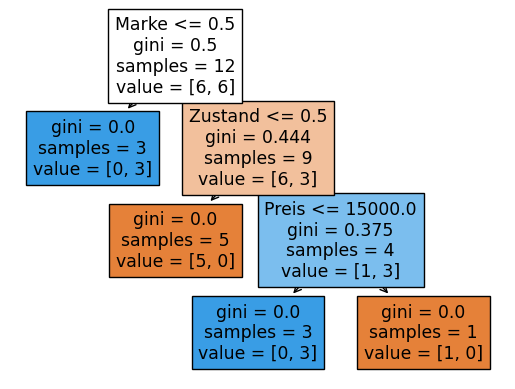 Marke <= 0.5
gini = 0.5
samples = 12
value = [6, 6]
gini = 0.0
samples = 3
value = [0, 3]
Zustand <= 0.5
gini = 0.444
samples = 9
value = [6, 3]
gini = 0.0
samples = 5
value = [5, 0]
Preis <= 15000.0
gini = 0.375
samples = 4
value = [1, 3]
gini = 0.0
samples = 3
value = [0, 3]
gini = 0.0
samples = 1
value = [1, 0]